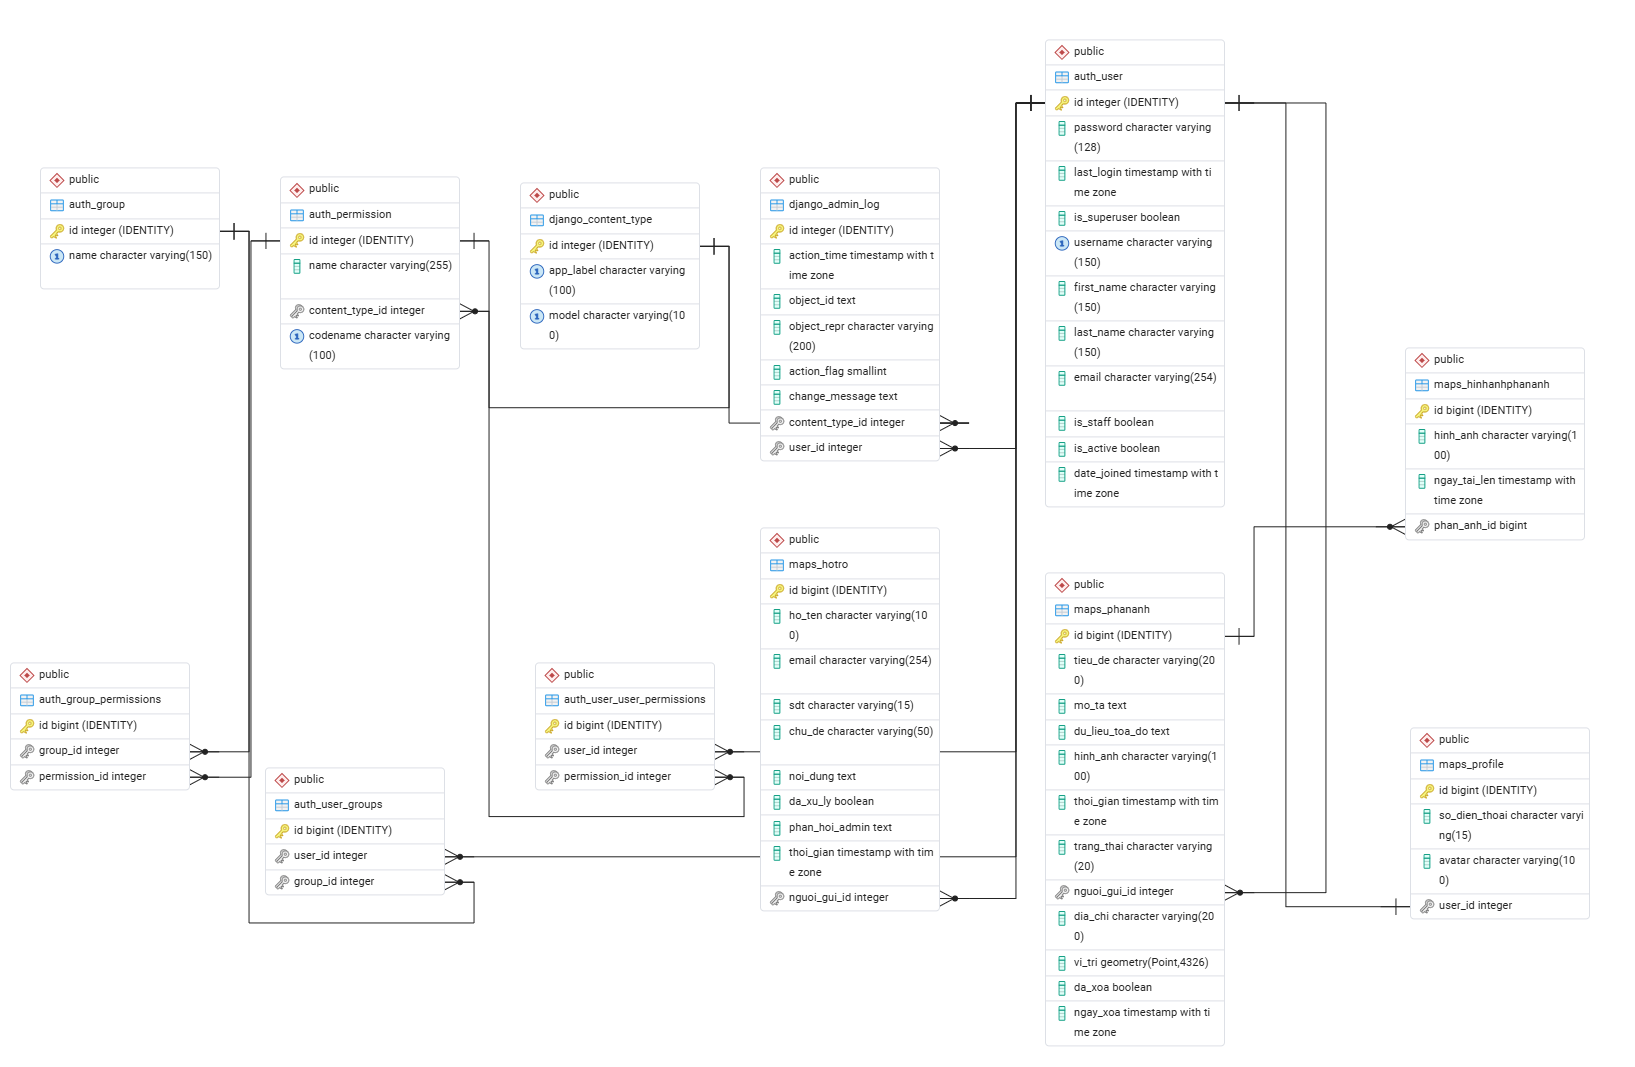 public
auth_group
id integer (IDENTITY)
name character varying(150)
public
auth_permission
id integer (IDENTITY)
name character varying(255)
content_type_id integer
codename character varying
(100)
public
django_content_type
id integer (IDENTITY)
app_label character varying
(100)
model character varying(10
0)
public
django_admin_log
id integer (IDENTITY)
action_time timestamp with t
ime zone
object_id text
object_repr character varying
(200)
action_flag smallint
change_message text
content_type_id integer
user_id integer
public
auth_user
id integer (IDENTITY)
password character varying
(128)
last_login timestamp with ti
me zone
is_superuser boolean
username character varying
(150)
first_name character varying
(150)
last_name character varying
(150)
email character varying(254)
is_staff boolean
is_active boolean
date_joined timestamp with t
ime zone
public
maps_hinhanhphananh
id bigint (IDENTITY)
hinh_anh character varying(1
00)
ngay_tai_len timestamp with
time zone
phan_anh_id bigint
public
auth_group_permissions
id bigint (IDENTITY)
group_id integer
permission_id integer
public
auth_user_groups
id bigint (IDENTITY)
user_id integer
group_id integer
public
auth_user_user_permissions
id bigint (IDENTITY)
user_id integer
permission_id integer
public
maps_hotro
id bigint (IDENTITY)
ho_ten character varying(10
0)
email character varying(254)
sdt character varying(15)
chu_de character varying(50)
noi_dung text
da_xu_ly boolean
phan_hoi_admin text
thoi_gian timestamp with tim
e zone
nguoi_gui_id integer
public
maps_phananh
id bigint (IDENTITY)
tieu_de character varying(20
0)
mo_ta text
du_lieu_toa_do text
hinh_anh character varying(1
00)
thoi_gian timestamp with tim
e zone
trang_thai character varying
(20)
nguoi_gui_id integer
dia_chi character varying(20
0)
vi_tri geometry(Point,4326)
da_xoa boolean
ngay_xoa timestamp with ti
me zone
public
maps_profile
id bigint (IDENTITY)
so_dien_thoai character varyi
ng(15)
avatar character varying(10
0)
user_id integer